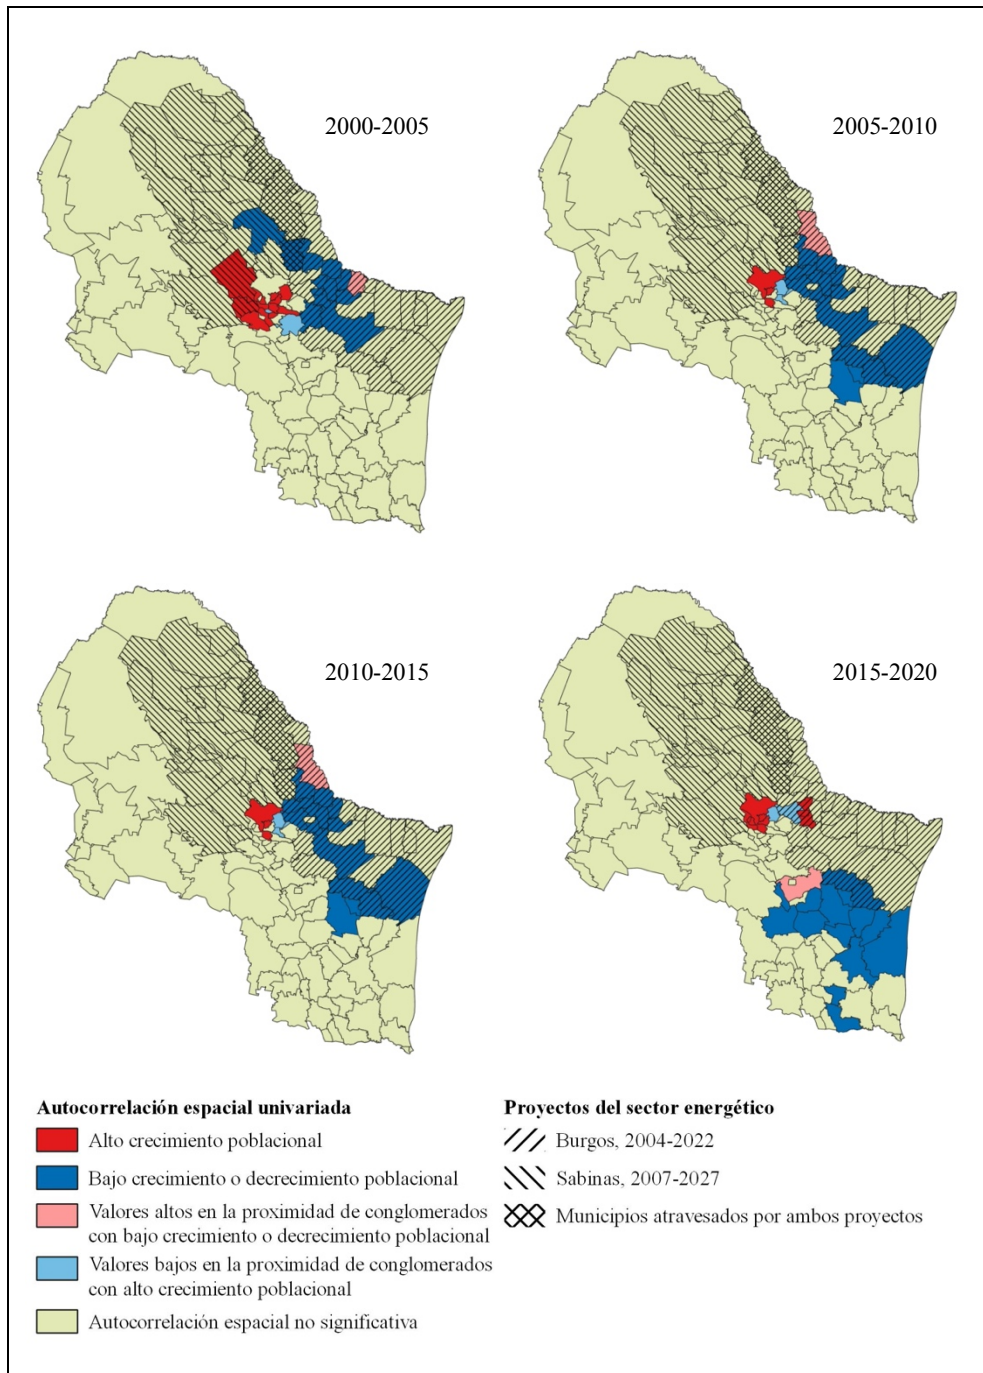 2000-2005
2005-2010
2010-2015
2015-2020
Autocorrelación espacial univariada
Alto crecimiento poblacional
Bajo crecimiento o decrecimiento poblacional
Valores altos en la proximidad de conglomerados
con bajo crecimiento o decrecimiento poblacional
Valores bajos en la proximidad de conglomerados
con alto crecimiento poblacional
Autocorrelación espacial no significativa
Proyectos del sector energético
Burgos, 2004-2022
Sabinas, 2007-2027
Municipios atravesados por ambos proyectos